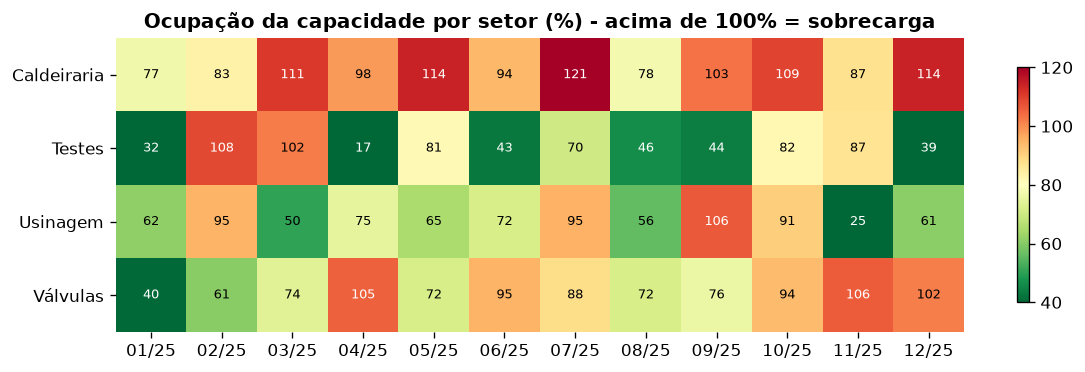 Ocupação da capacidade por setor (%) - acima de 100% = sobrecarga
Caldeiraria 77 83 111 98 114 94 121 78 103 109 87 114
Testes 32 108 102 17 81 43 70 46 44 82 87 39
Usinagem 62 95 50 75 65 72 95 56 106 91 25 61
Válvulas 40 61 74 105 72 95 88 72 76 94 106 102
01/25 02/25 03/25 04/25 05/25 06/25 07/25 08/25 09/25 10/25 11/25 12/25
120
100
80
60
40